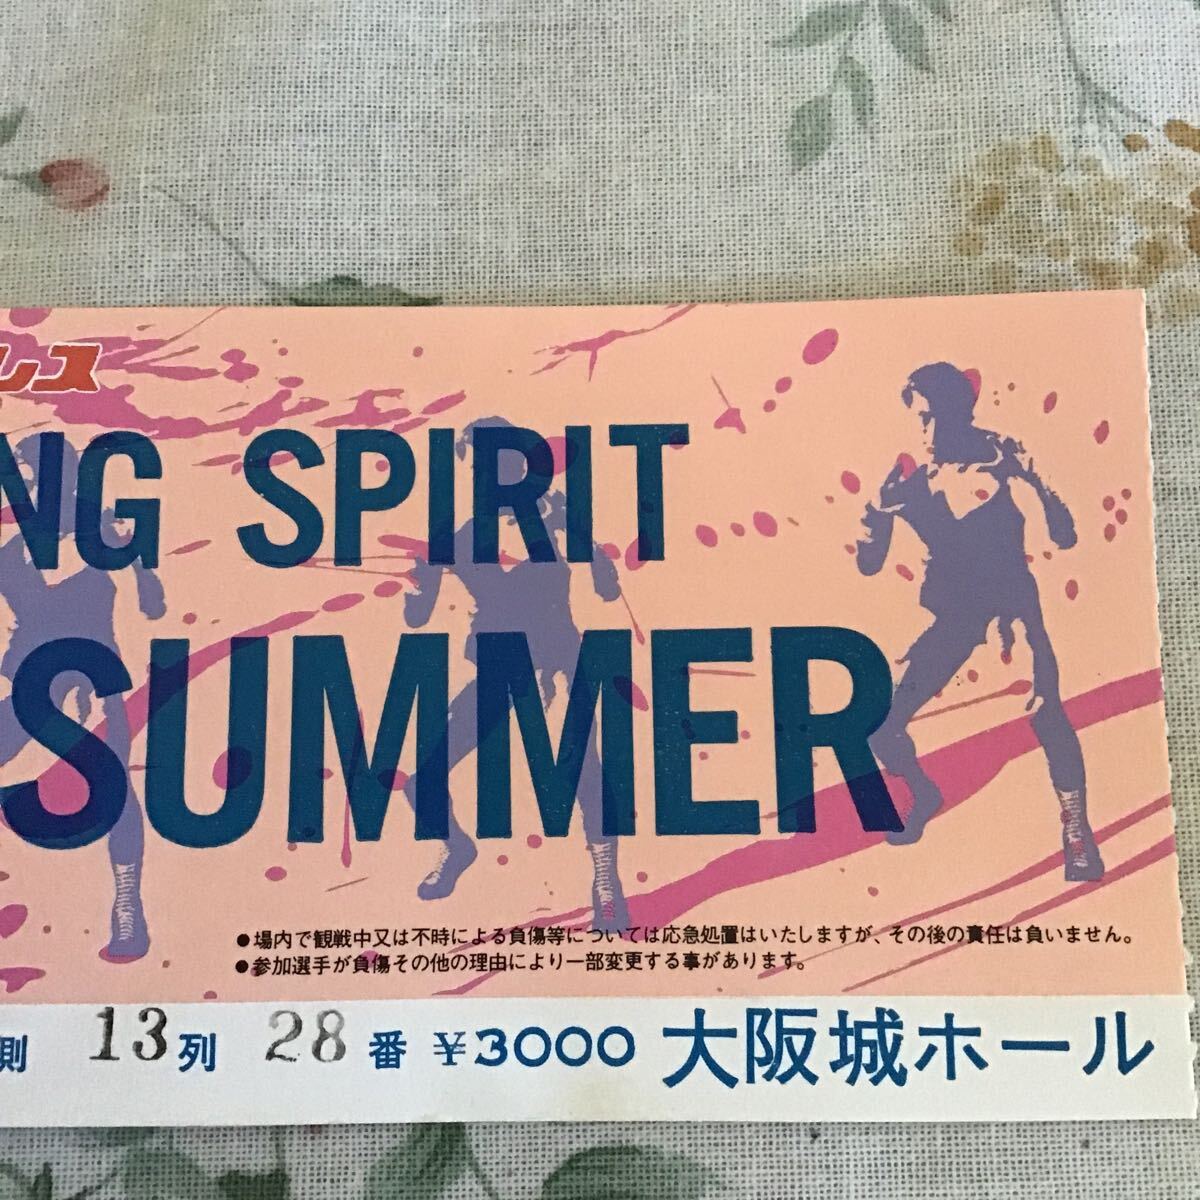 レス
NG SPIRIT
SUMMER
●場内で観戦中又は不時による負傷等については応急処置はいたしますが、その後の責任は負いません。
●参加選手が負傷その他の理由により一部変更する事があります。
側 13列 28番 ¥3000 大阪城ホール